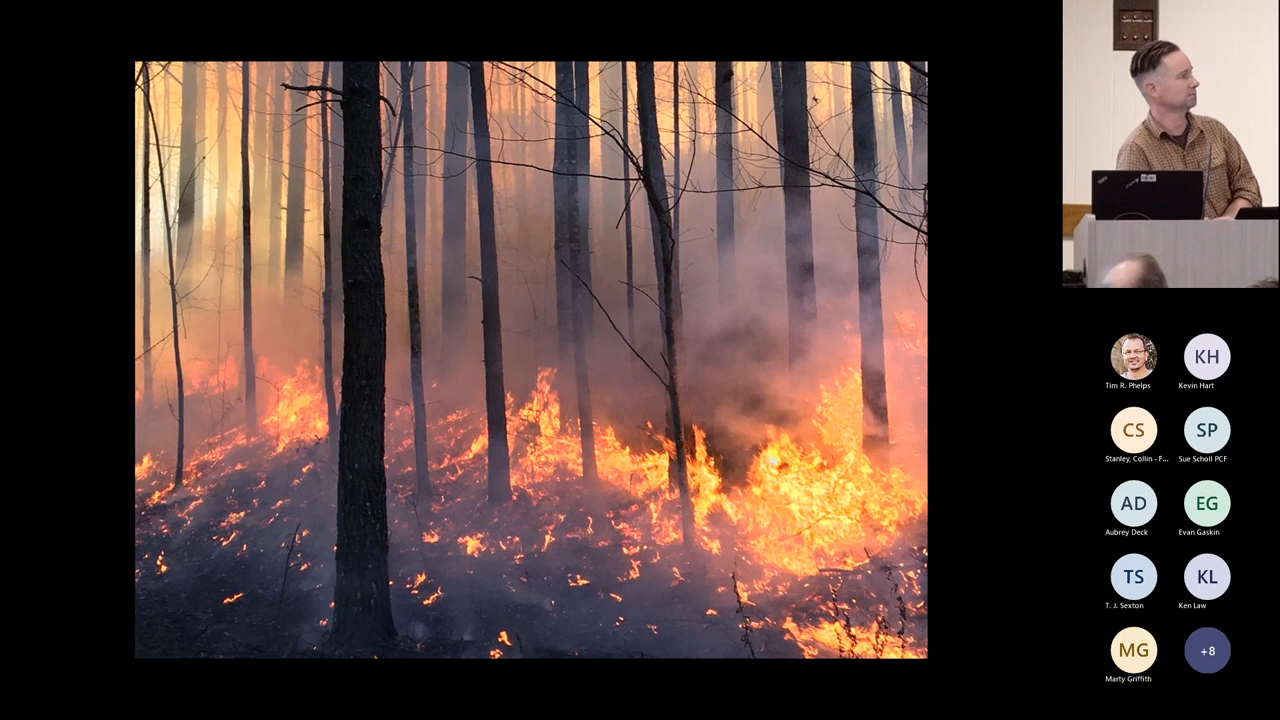 Tim R. Phelps
KH
Kevin Hart
CS
Stanley, Collin - F...
SP
Sue Scholl PCF
AD
Aubrey Deck
EG
Evan Gaskin
TS
T. J. Sexton
KL
Ken Law
MG
Marty Griffith
+8